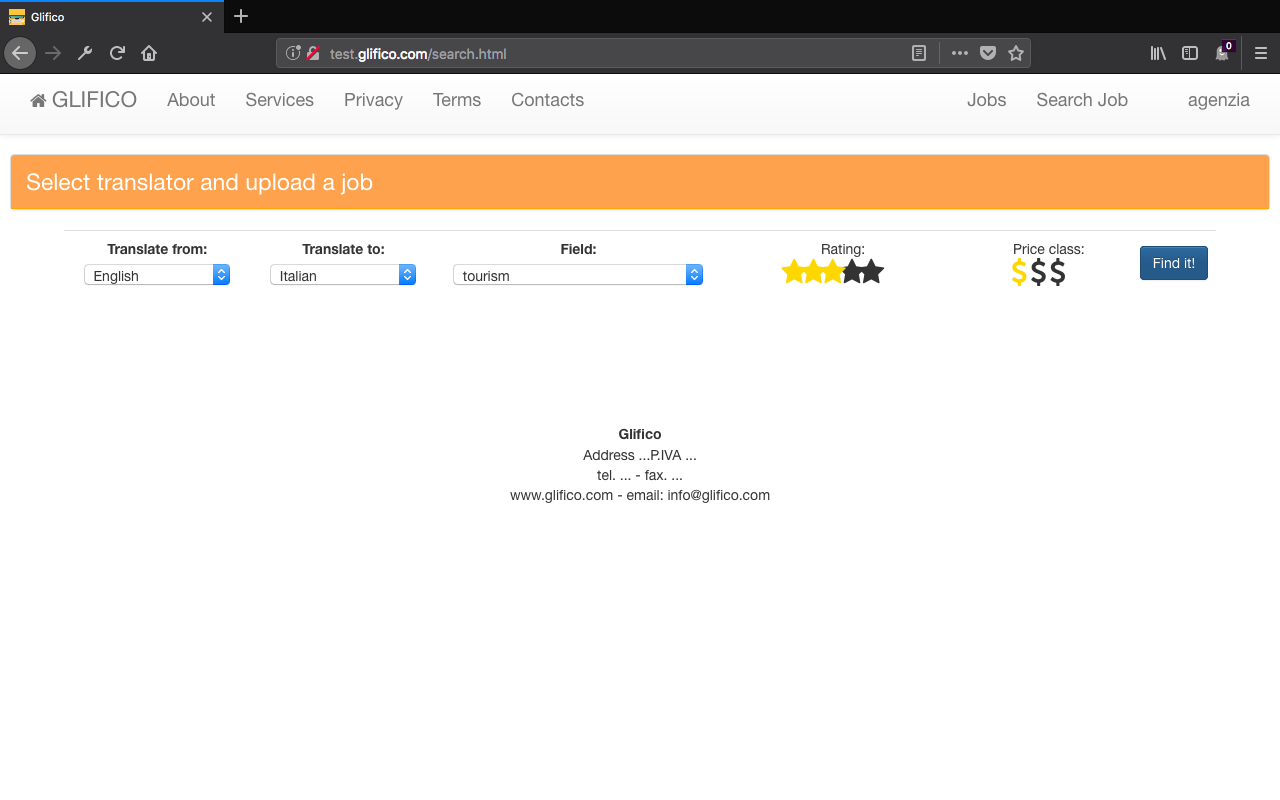 Glifico
test.glifico.com/search.html
0
GLIFICO About Services Privacy Terms Contacts Jobs Search Job agenzia
Select translator and upload a job
Translate from: Translate to: Field: Rating: Price class:
English Italian tourism $$$ Find it!
Glifico
Address ...P.IVA ...
tel. ... - fax. ...
www.glifico.com - email: info@glifico.com